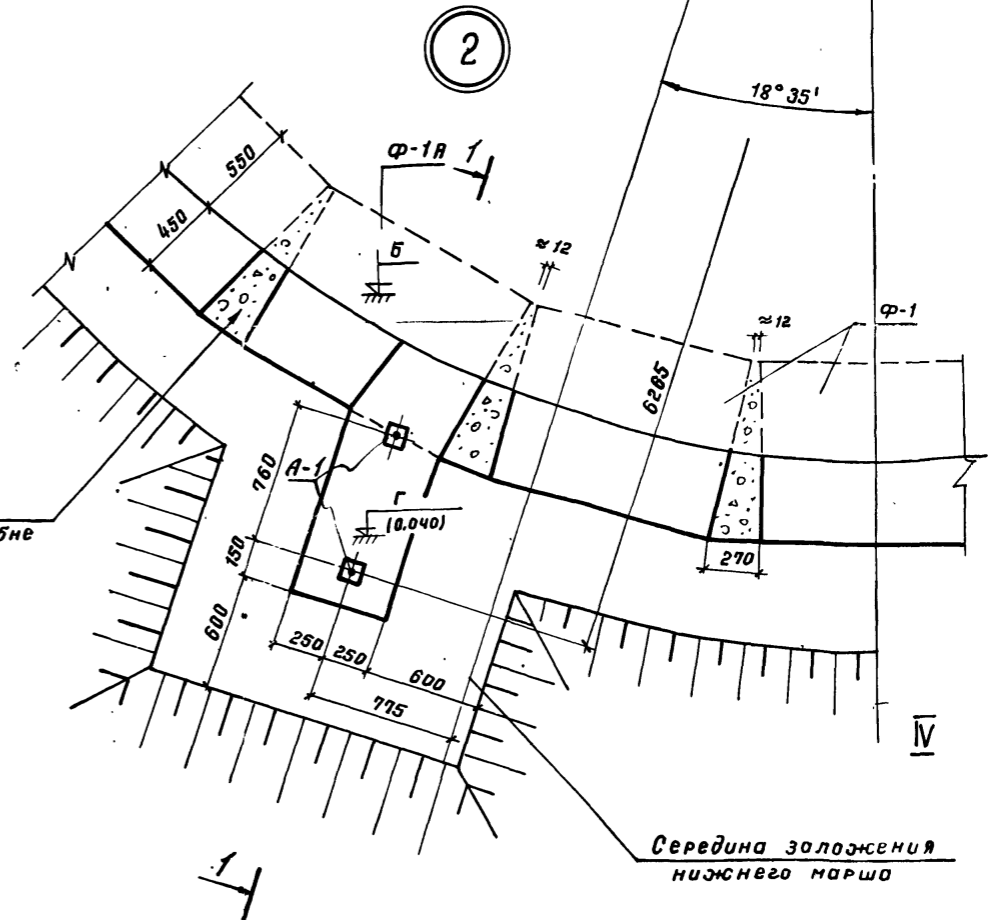 2
18° 35'
550
Ф-1А
1
450
Б
≈12
Ф-1
≈12
6265
А-1
760
Г
(0.040)
бне
150
270
600
250
250
600
775
IV
Середина заложения
нижнего марша
1